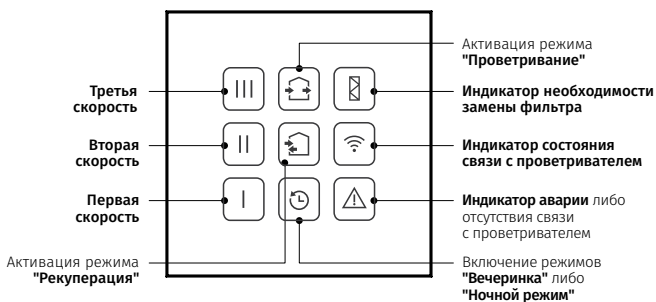 Активация режима
"Проветривание"
Третья
скорость
Индикатор необходимости
замены фильтра
Вторая
скорость
Индикатор состояния
связи с проветривателем
Первая
скорость
Индикатор аварии либо
отсутствия связи
с проветривателем
Активация режима
"Рекуперация"
Включение режимов
"Вечеринка" либо
"Ночной режим"